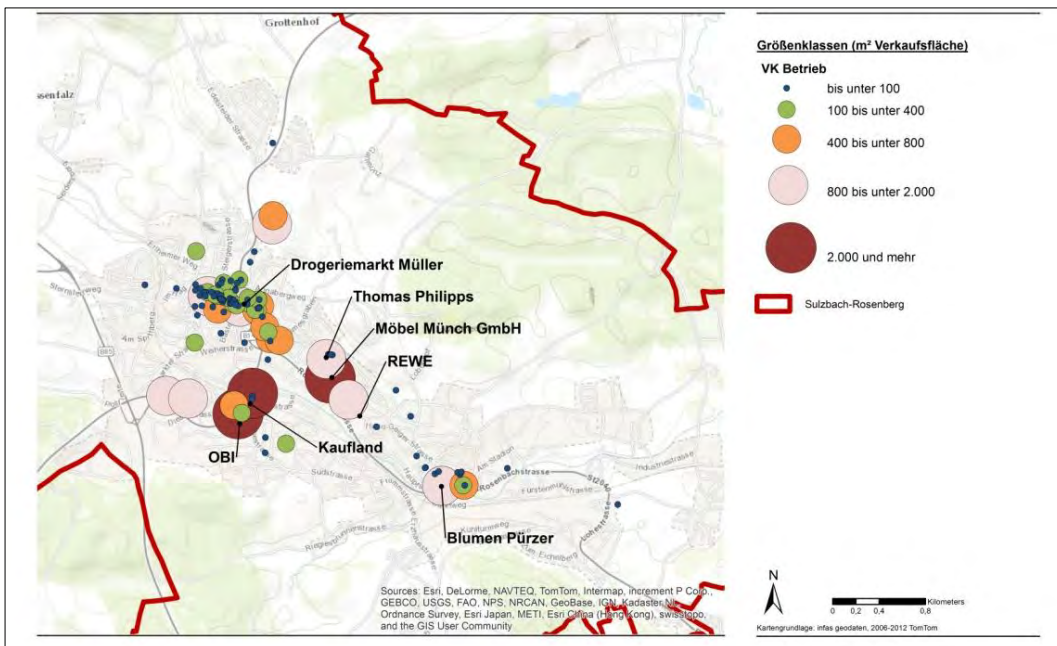 Grottenhof
Größenklassen (m² Verkaufsfläche)
VK Betrieb
bis unter 100
100 bis unter 400
400 bis unter 800
800 bis unter 2.000
2.000 und mehr
Sulzbach-Rosenberg
Drogeriemarkt Müller
Thomas Philipps
Möbel Münch GmbH
REWE
Kaufland
OBI
Blumen Pürzer
Sternsteinweg
Weiherstrasse
Am Stadion
Rosenbachstrasse
St2040
Industriestrasse
Lohestrasse
Südstrasse
Sources: Esri, DeLorme, NAVTEQ, TomTom, Intermap, increment P Corp.,
GEBCO, USGS, FAO, NPS, NRCAN, GeoBase, IGN, Kadaster NL,
Ordnance Survey, Esri Japan, METI, Esri China (Hong Kong), swisstopo,
and the GIS User Community
N
Kilometers
0 0,2 0,4 0,8
Kartengrundlage: infas geodaten, 2006-2012 TomTom